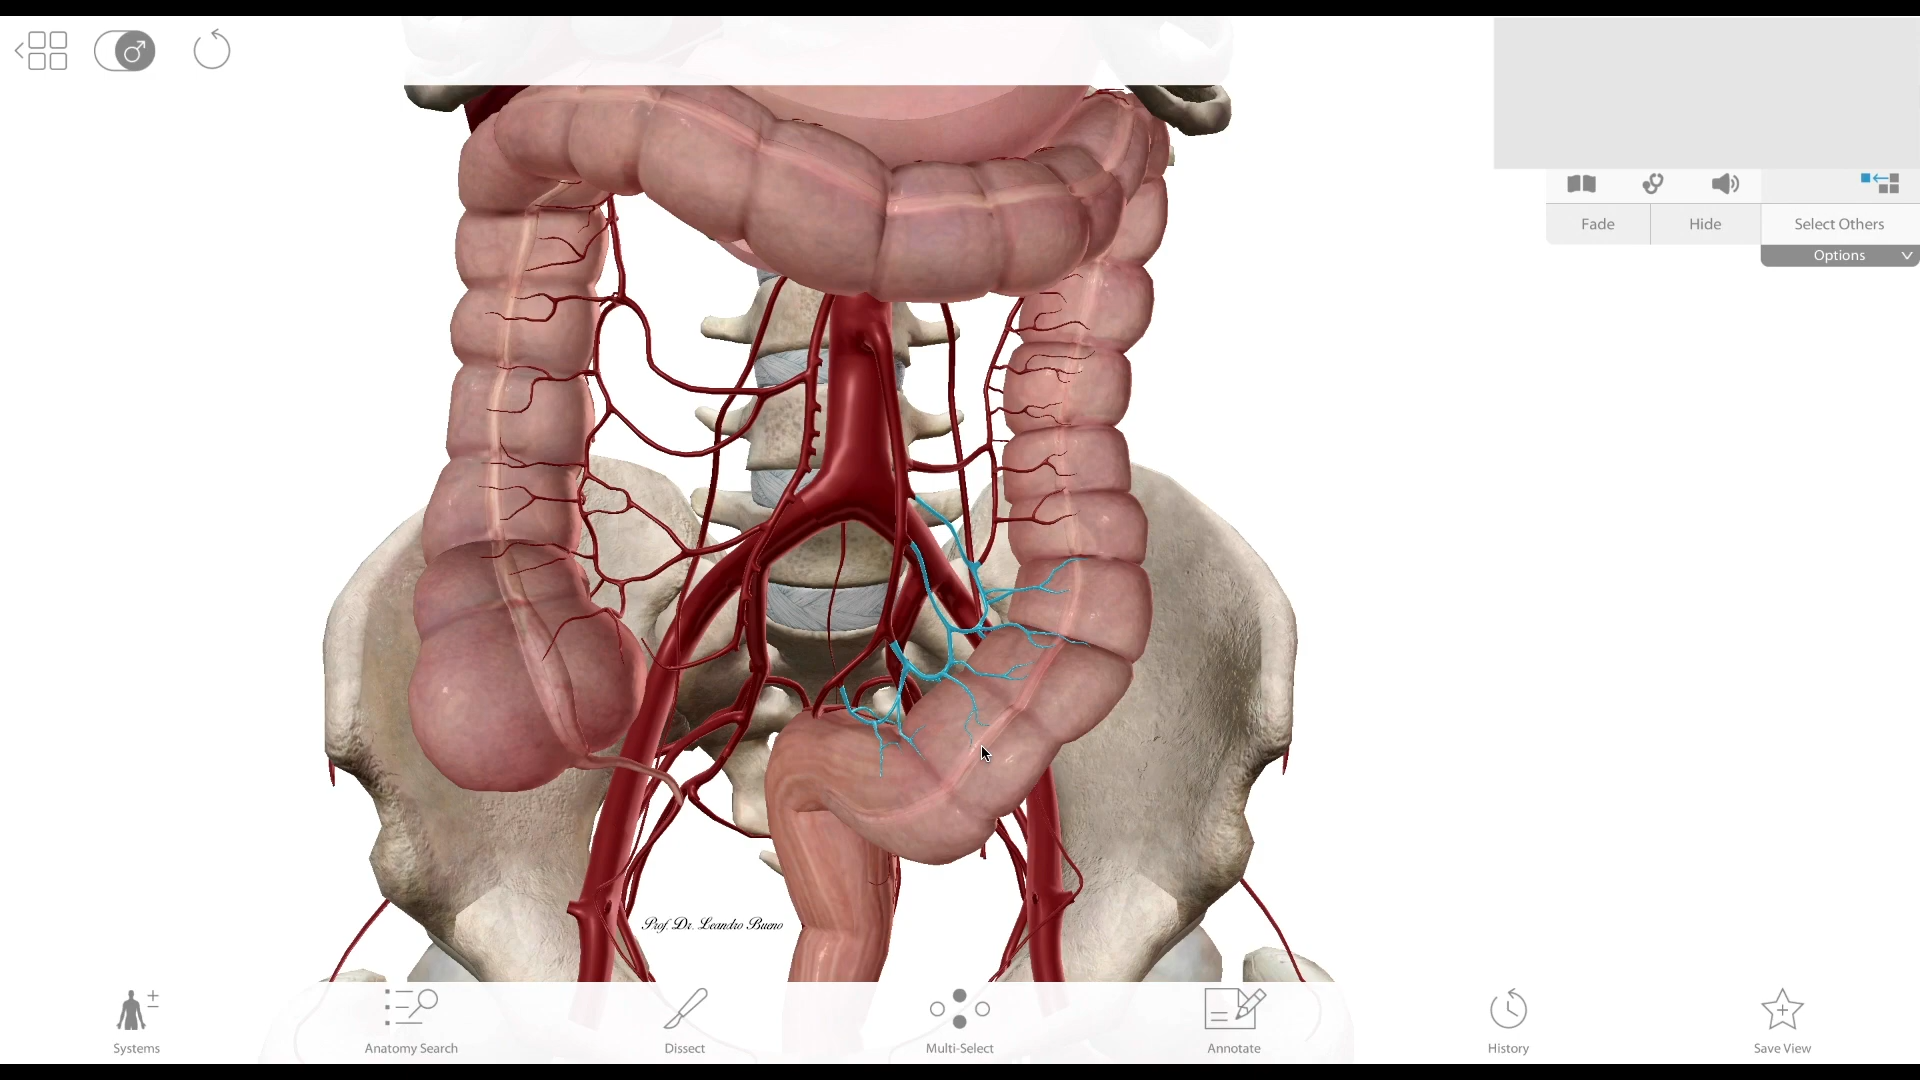 Fade
Hide
Select Others
Options
Prof. Dr. Leandro Bueno
Systems
Anatomy Search
Dissect
Multi-Select
Annotate
History
Save View